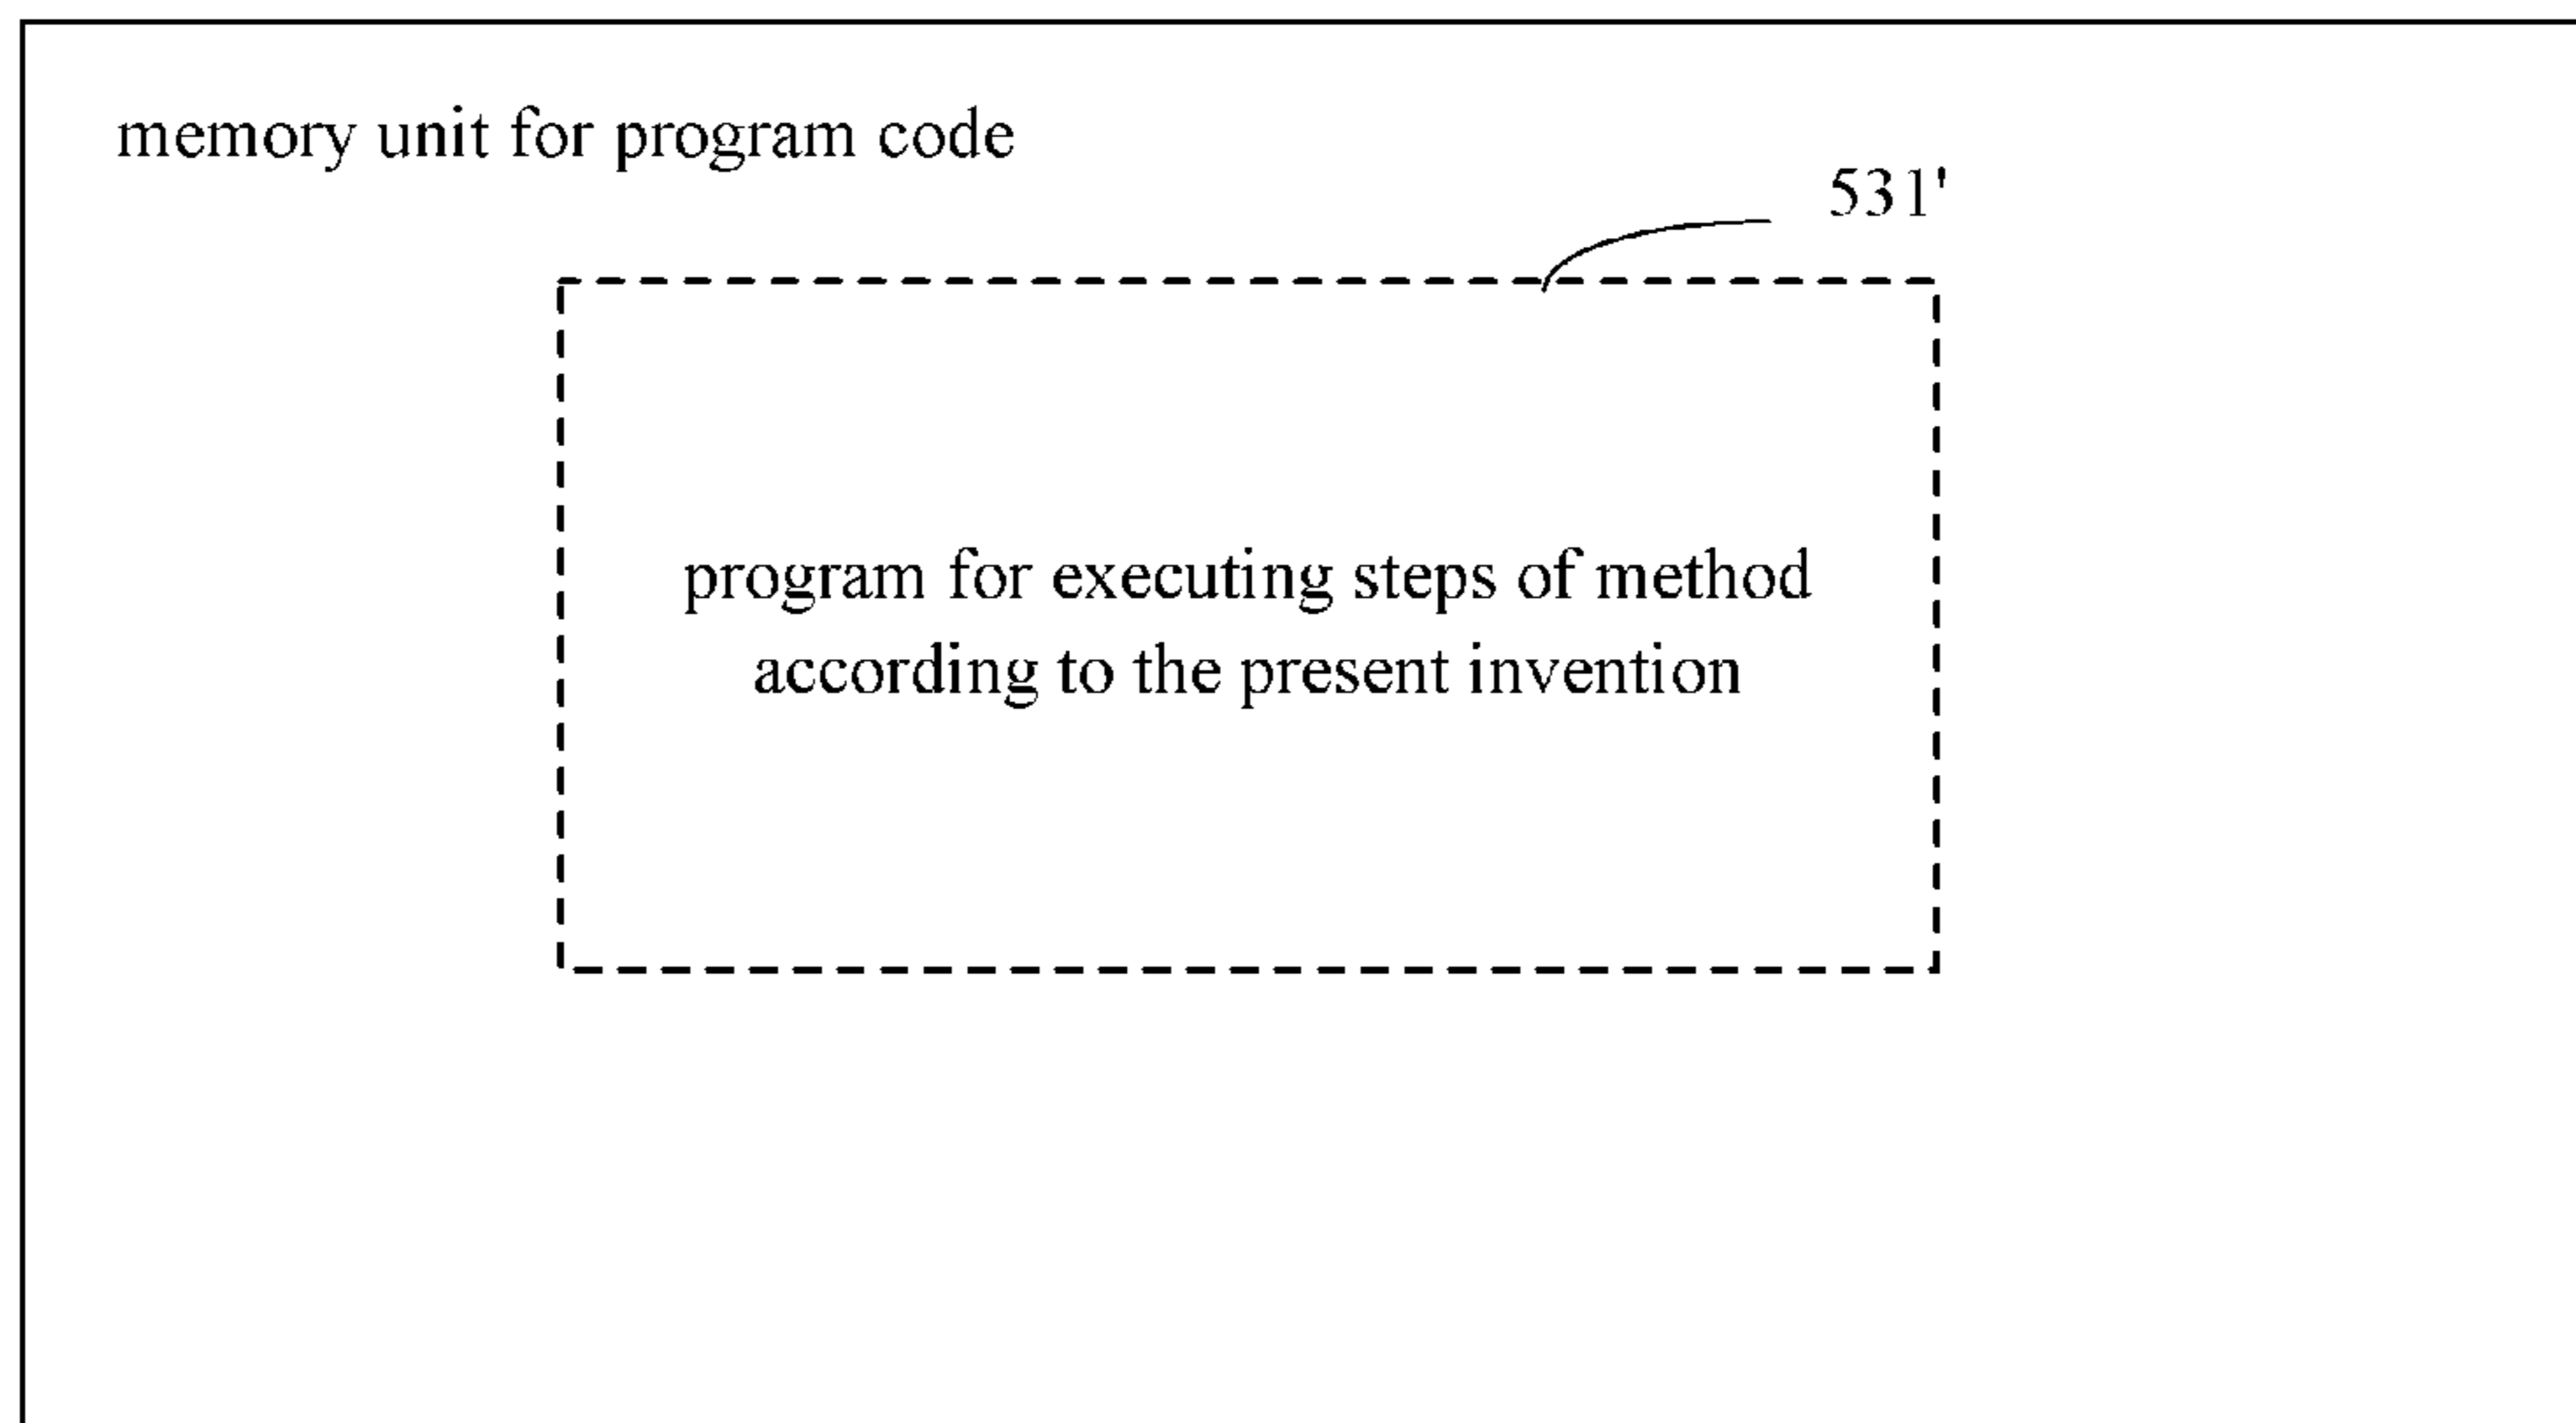 memory unit for program code
531'
program for executing steps of method
according to the present invention